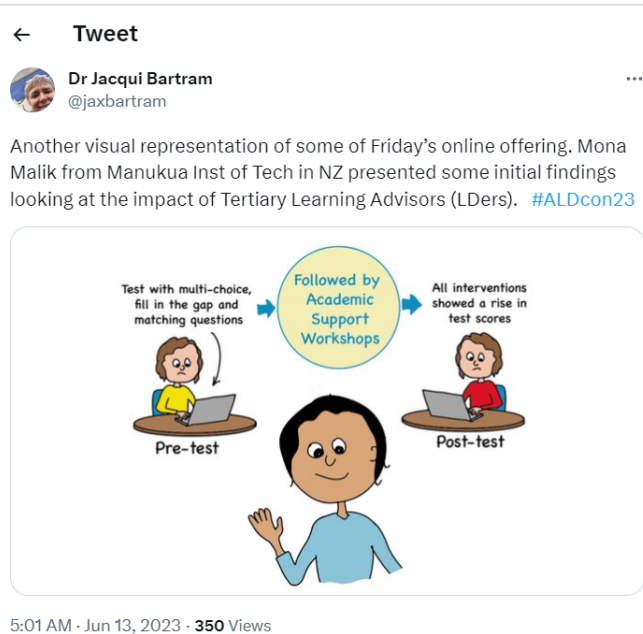 Tweet
Dr Jacqui Bartram
@jaxbartram
Another visual representation of some of Friday's online offering. Mona
Malik from Manukua Inst of Tech in NZ presented some initial findings
looking at the impact of Tertiary Learning Advisors (LDers). #ALDcon23
Test with multi-choice,
fill in the gap and
matching questions
Followed by
Academic
Support
Workshops
All interventions
showed a rise in
test scores
Pre-test
Post-test
5:01 AM · Jun 13, 2023 · 350 Views